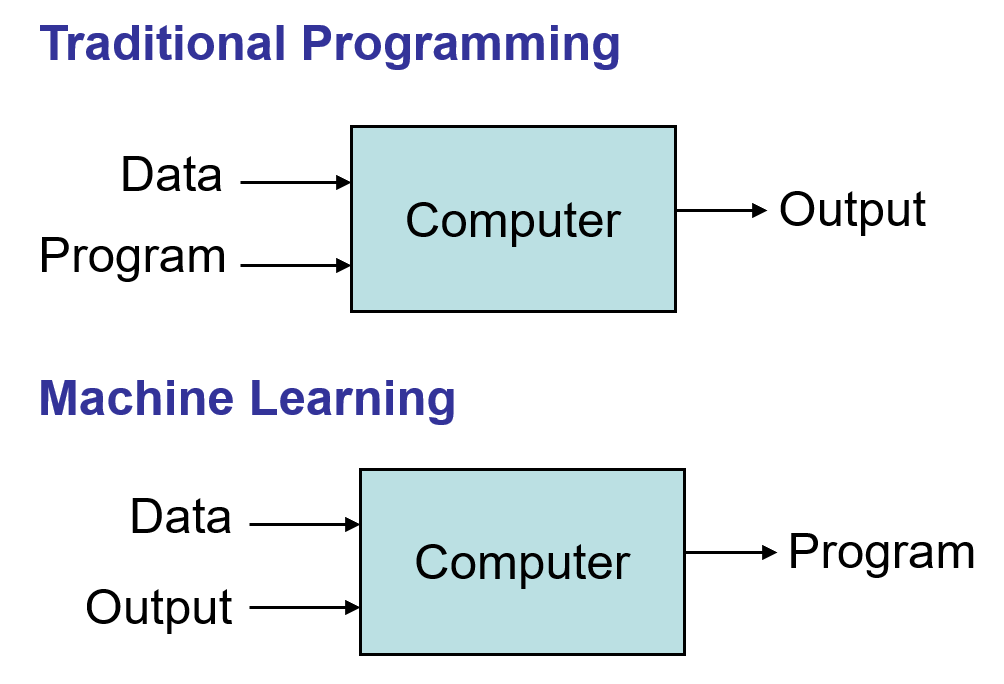 Traditional Programming
Data
Program
Computer
Output
Machine Learning
Data
Output
Computer
Program